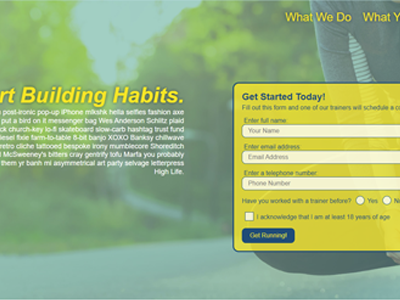 What We Do What Y
rt Building Habits.
post-ironic pop-up iPhone mlkshk hella selfies fashion axe
put a bird on it messenger bag Wes Anderson Schlitz plaid
ck church-key lo-fi skateboard slow-carb hashtag trust fund
diesel fixie farm-to-table fi-bit banjo XOXO Banksy chillwave
retro cliche tattooed bespoke irony mumblecore Shoreditch
McSweeney's bitters cray gentrify tofu Marfa you probably
them yr banh mi asymmetrical art party selvage letterpress
High Life.
Get Started Today!
Fill out this form and one of our trainers will schedule a co
Enter full name:
Your Name
Enter email address
Email Address
Enter a telephone number:
Phone Number
Have you worked with a trainer before? Yes N
I acknowledge that I am at least 18 years of age
Get Running!